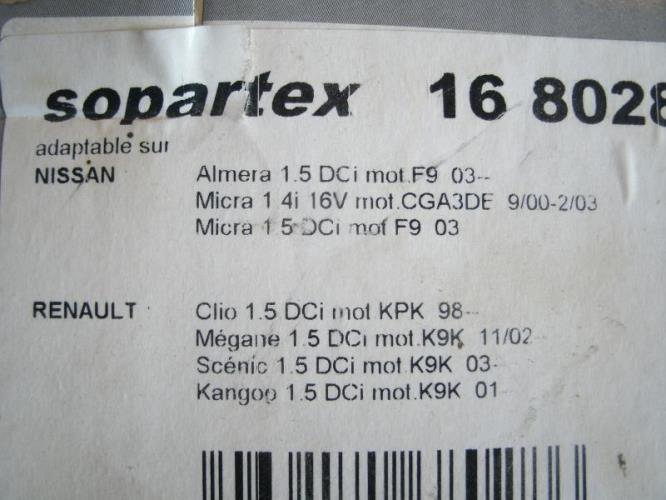 sopartex 16 8028
adaptable sur
NISSAN Almera 1.5 DCi mot.F9 03--
Micra 1 4i 16V mot.CGA3DE 9/00-2/03
Micra 1 5 DCi mot F9 03
RENAULT Clio 1.5 DCi mot KPK 98--
Mégane 1.5 DCi mot.K9K 11/02--
Scénic 1.5 DCi mot.K9K 03-
Kangoo 1.5 DCi mot.K9K 01-